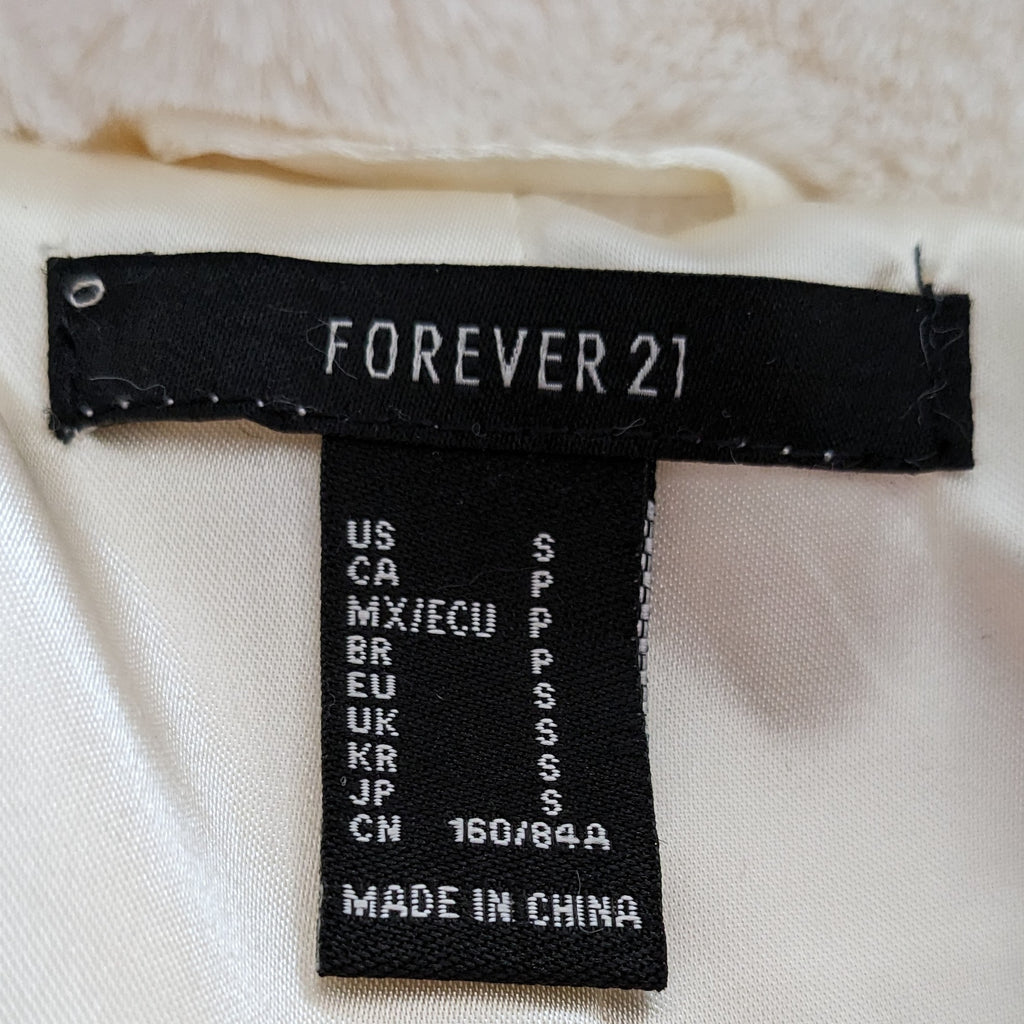 FOREVER 21
US S
CA P
MX/ECU P
BR P
EU S
UK S
KR S
JP S
CN 160/84A
MADE IN CHINA